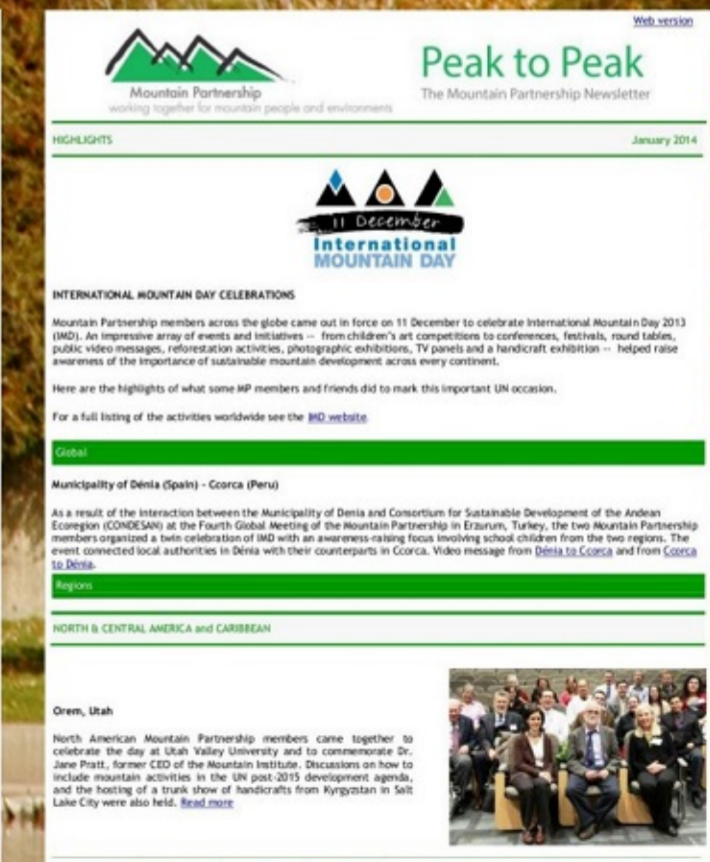 Web version
Mountain Partnership
working together for mountain people and environments
Peak to Peak
The Mountain Partnership Newsletter
HIGHLIGHTS
January 2014
11 December
International
MOUNTAIN DAY
INTERNATIONAL MOUNTAIN DAY CELEBRATIONS
Mountain Partnership members across the globe came out in force on 11 December to celebrate International Mountain Day 2013
(IMD). An impressive array of events and initiatives -- from children's art competitions to conferences, festivals, round tables,
public video messages, reforestation activities, photographic exhibitions, TV panels and a handicraft exhibition -- helped raise
awareness of the importance of sustainable mountain development across every continent.
Here are the highlights of what some MP members and friends did to mark this important UN occasion.
For a full listing of the activities worldwide see the IMD website.
Global
Municipality of Dénia (Spain) - Ccorca (Peru)
As a result of the interaction between the Municipality of Denia and Consortium for Sustainable Development of the Andean
Ecoregion (CONDESAN) at the Fourth Global Meeting of the Mountain Partnership in Erzurum, Turkey, the two Mountain Partnership
members organized a twin celebration of IMD with an awareness-raising focus involving school children from the two regions. The
event connected local authorities in Dénia with their counterparts in Ccorca. Video message from Dénia to Ccorca and from Ccorca
to Dénia.
Regions
NORTH & CENTRAL AMERICA and CARIBBEAN
Orem, Utah
North American Mountain Partnership members came together to
celebrate the day at Utah Valley University and to commemorate Dr.
Jane Pratt, former CEO of the Mountain Institute. Discussions on how to
include mountain activities in the UN post-2015 development agenda,
and the hosting of a trunk show of handicrafts from Kyrgyzstan in Salt
Lake City were also held. Read more